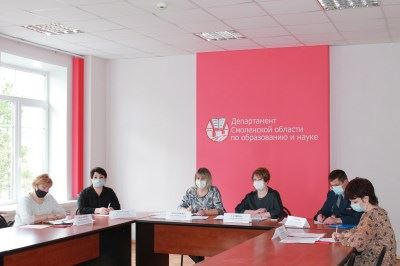 Департамент
Смоленской области
по образованию и науке